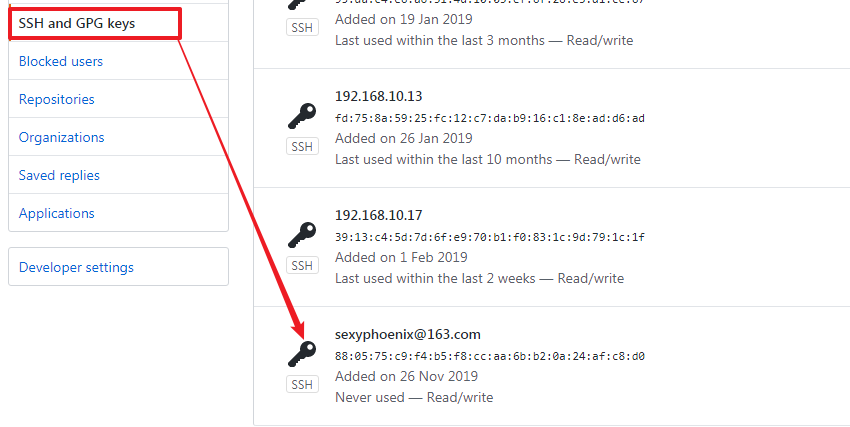 SSH and GPG keys
Blocked users
Repositories
Organizations
Saved replies
Applications
Developer settings
SSH
Added on 19 Jan 2019
Last used within the last 3 months — Read/write
192.168.10.13
fd:75:8a:59:25:fc:12:c7:da:b9:16:c1:8e:ad:d6:ad
SSH
Added on 26 Jan 2019
Last used within the last 10 months — Read/write
192.168.10.17
39:13:c4:5d:7d:6f:e9:70:b1:f0:83:1c:9d:79:1c:1f
SSH
Added on 1 Feb 2019
Last used within the last 2 weeks — Read/write
sexyphoenix@163.com
88:05:75:c9:f4:b5:f8:cc:aa:6b:b2:0a:24:af:c8:d0
SSH
Added on 26 Nov 2019
Never used — Read/write